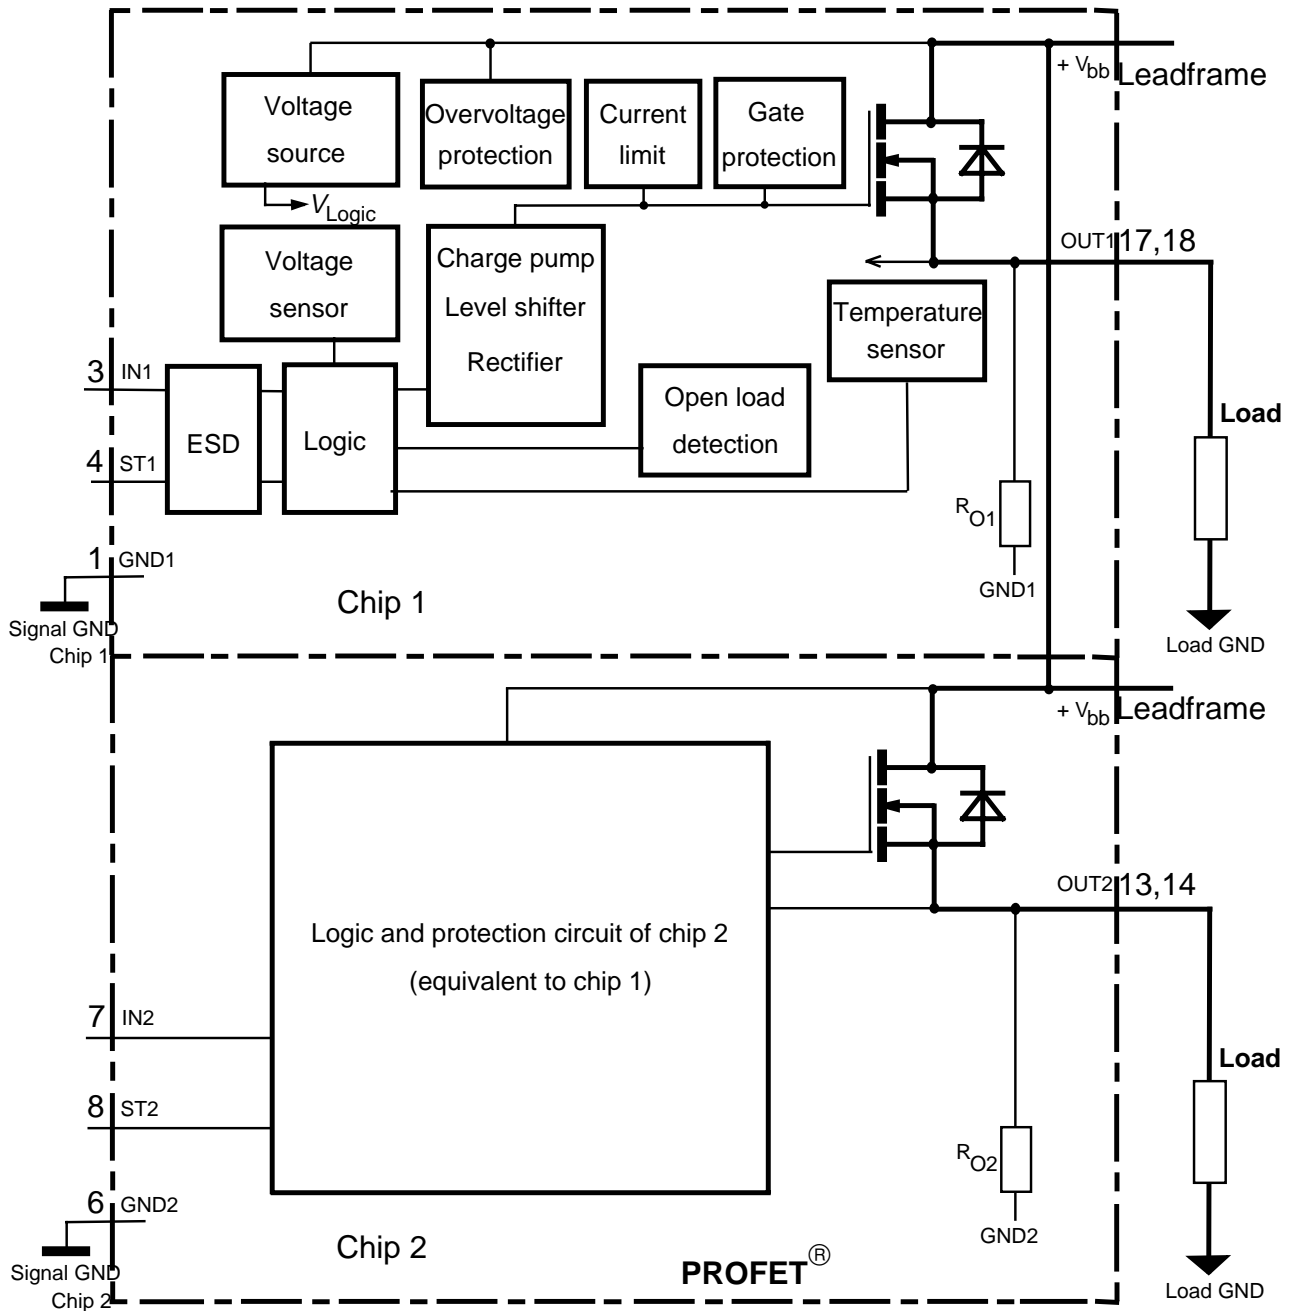 + Vbb Leadframe
Voltage
source
Overvoltage
protection
Current
limit
Gate
protection
VLogic
Voltage
sensor
Charge pump
Level shifter
Rectifier
OUT1 17,18
Temperature
sensor
3 IN1
ESD
Logic
Open load
detection
Load
4 ST1
RO1
1 GND1
GND1
Signal GND
Chip 1
Chip 1
Load GND
+ Vbb Leadframe
OUT2 13,14
Logic and protection circuit of chip 2
(equivalent to chip 1)
7 IN2
Load
8 ST2
RO2
6 GND2
GND2
Signal GND
Chip 2
Chip 2
PROFET®
Load GND